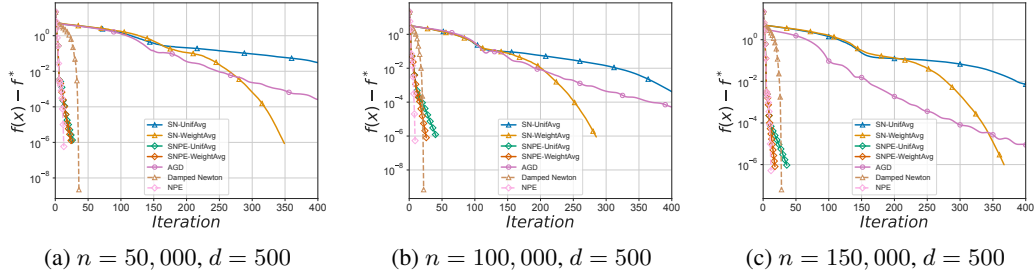 f(x) − f*
10^0
10^-2
10^-4
10^-6
10^-8
SN-UnifAvg
SN-WeightAvg
SNPE-UnifAvg
SNPE-WeightAvg
AGD
Damped Newton
NPE
0 50 100 150 200 250 300 350 400
Iteration
(a) n = 50, 000, d = 500
f(x) − f*
10^0
10^-2
10^-4
10^-6
10^-8
SN-UnifAvg
SN-WeightAvg
SNPE-UnifAvg
SNPE-WeightAvg
AGD
Damped Newton
NPE
0 50 100 150 200 250 300 350 400
Iteration
(b) n = 100, 000, d = 500
f(x) − f*
10^0
10^-2
10^-4
10^-6
SN-UnifAvg
SN-WeightAvg
SNPE-UnifAvg
SNPE-WeightAvg
AGD
Damped Newton
NPE
0 50 100 150 200 250 300 350 400
Iteration
(c) n = 150, 000, d = 500